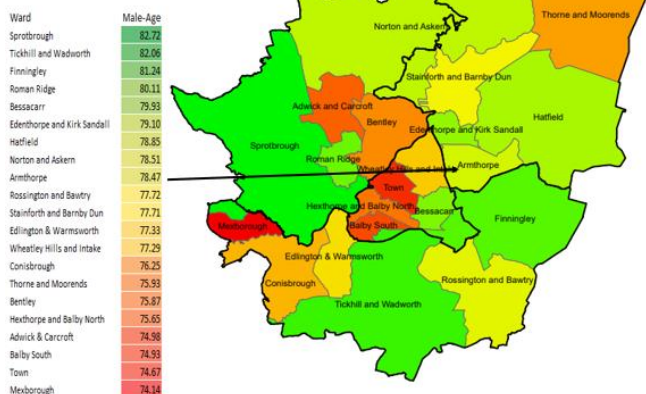 Ward Male-Age
Sprotbrough 82.72
Tickhill and Wadworth 82.06
Finningley 81.24
Roman Ridge 80.11
Bessacarr 79.93
Edenthorpe and Kirk Sandall 79.10
Hatfield 78.85
Norton and Askern 78.51
Armthorpe 78.47
Rossington and Bawtry 77.72
Stainforth and Barnby Dun 77.71
Edlington & Warmsworth 77.33
Wheatley Hills and Intake 77.29
Conisbrough 76.25
Thorne and Moorends 75.93
Bentley 75.87
Hexthorpe and Balby North 75.65
Adwick & Carcroft 74.98
Balby South 74.93
Town 74.67
Mexborough 74.14
Thorne and Moorends
Norton and Askern
Stainforth and Barnby Dun
Adwick and Carcroft
Bentley
Hatfield
Edenthorpe and Kirk Sandall
Sprotbrough
Roman Ridge
Armthorpe
Wheatley Hills and Intake
Town
Hexthorpe and Balby North
Bessacarr
Finningley
Mexborough
Balby South
Edlington & Warmsworth
Conisbrough
Rossington and Bawtry
Tickhill and Wadworth